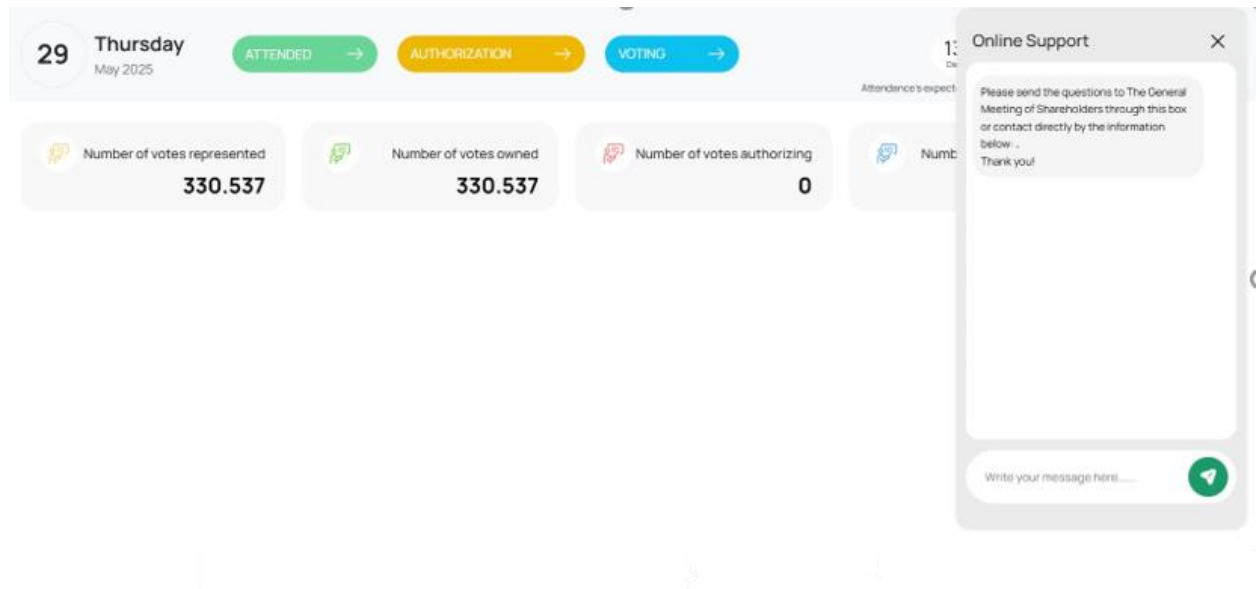 29
Thursday
May 2025
ATTENDED
AUTHORIZATION
VOTING
Attendance's expect
Number of votes represented
330.537
Number of votes owned
330.537
Number of votes authorizing
0
Numb
Online Support
Please send the questions to The General
Meeting of Shareholders through this box
or contact directly by the information
below .
Thank you!
Write your message here......